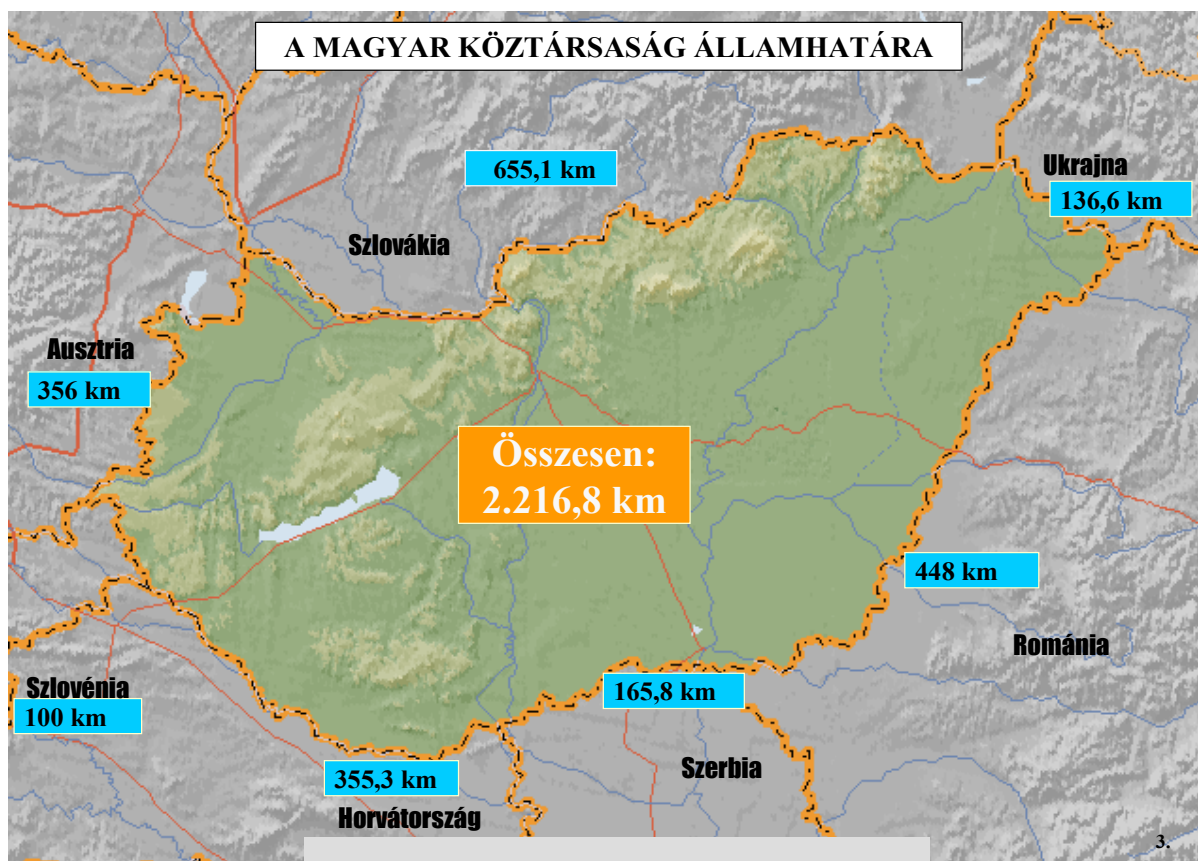 A MAGYAR KÖZTÁRSASÁG ÁLLAMHATÁRA
655,1 km
Ukrajna
136,6 km
Szlovákia
Ausztria
356 km
Összesen:
2.216,8 km
448 km
Románia
Szlovénia
100 km
165,8 km
Szerbia
355,3 km
Horvátország
3.